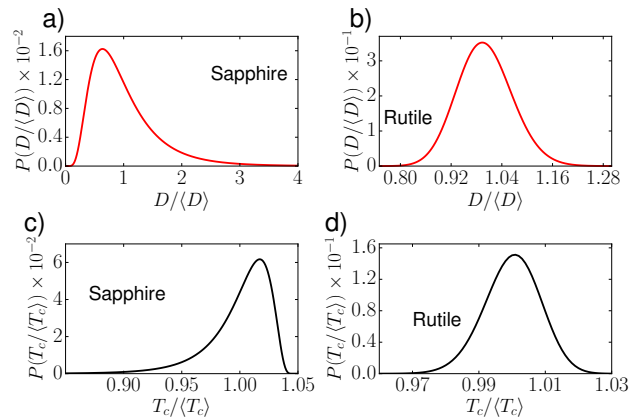 a)
P(D/⟨D⟩) × 10⁻²
1.6
1.2
0.8
0.4
0.0
Sapphire
0 1 2 3 4
D/⟨D⟩
b)
P(D/⟨D⟩) × 10⁻¹
3
2
1
0
Rutile
0.80 0.92 1.04 1.16 1.28
D/⟨D⟩
c)
P(T_c/⟨T_c⟩) × 10⁻²
6
4
2
0
Sapphire
0.90 0.95 1.00 1.05
T_c/⟨T_c⟩
d)
P(T_c/⟨T_c⟩) × 10⁻¹
1.6
1.2
0.8
0.4
0.0
Rutile
0.97 0.99 1.01 1.03
T_c/⟨T_c⟩